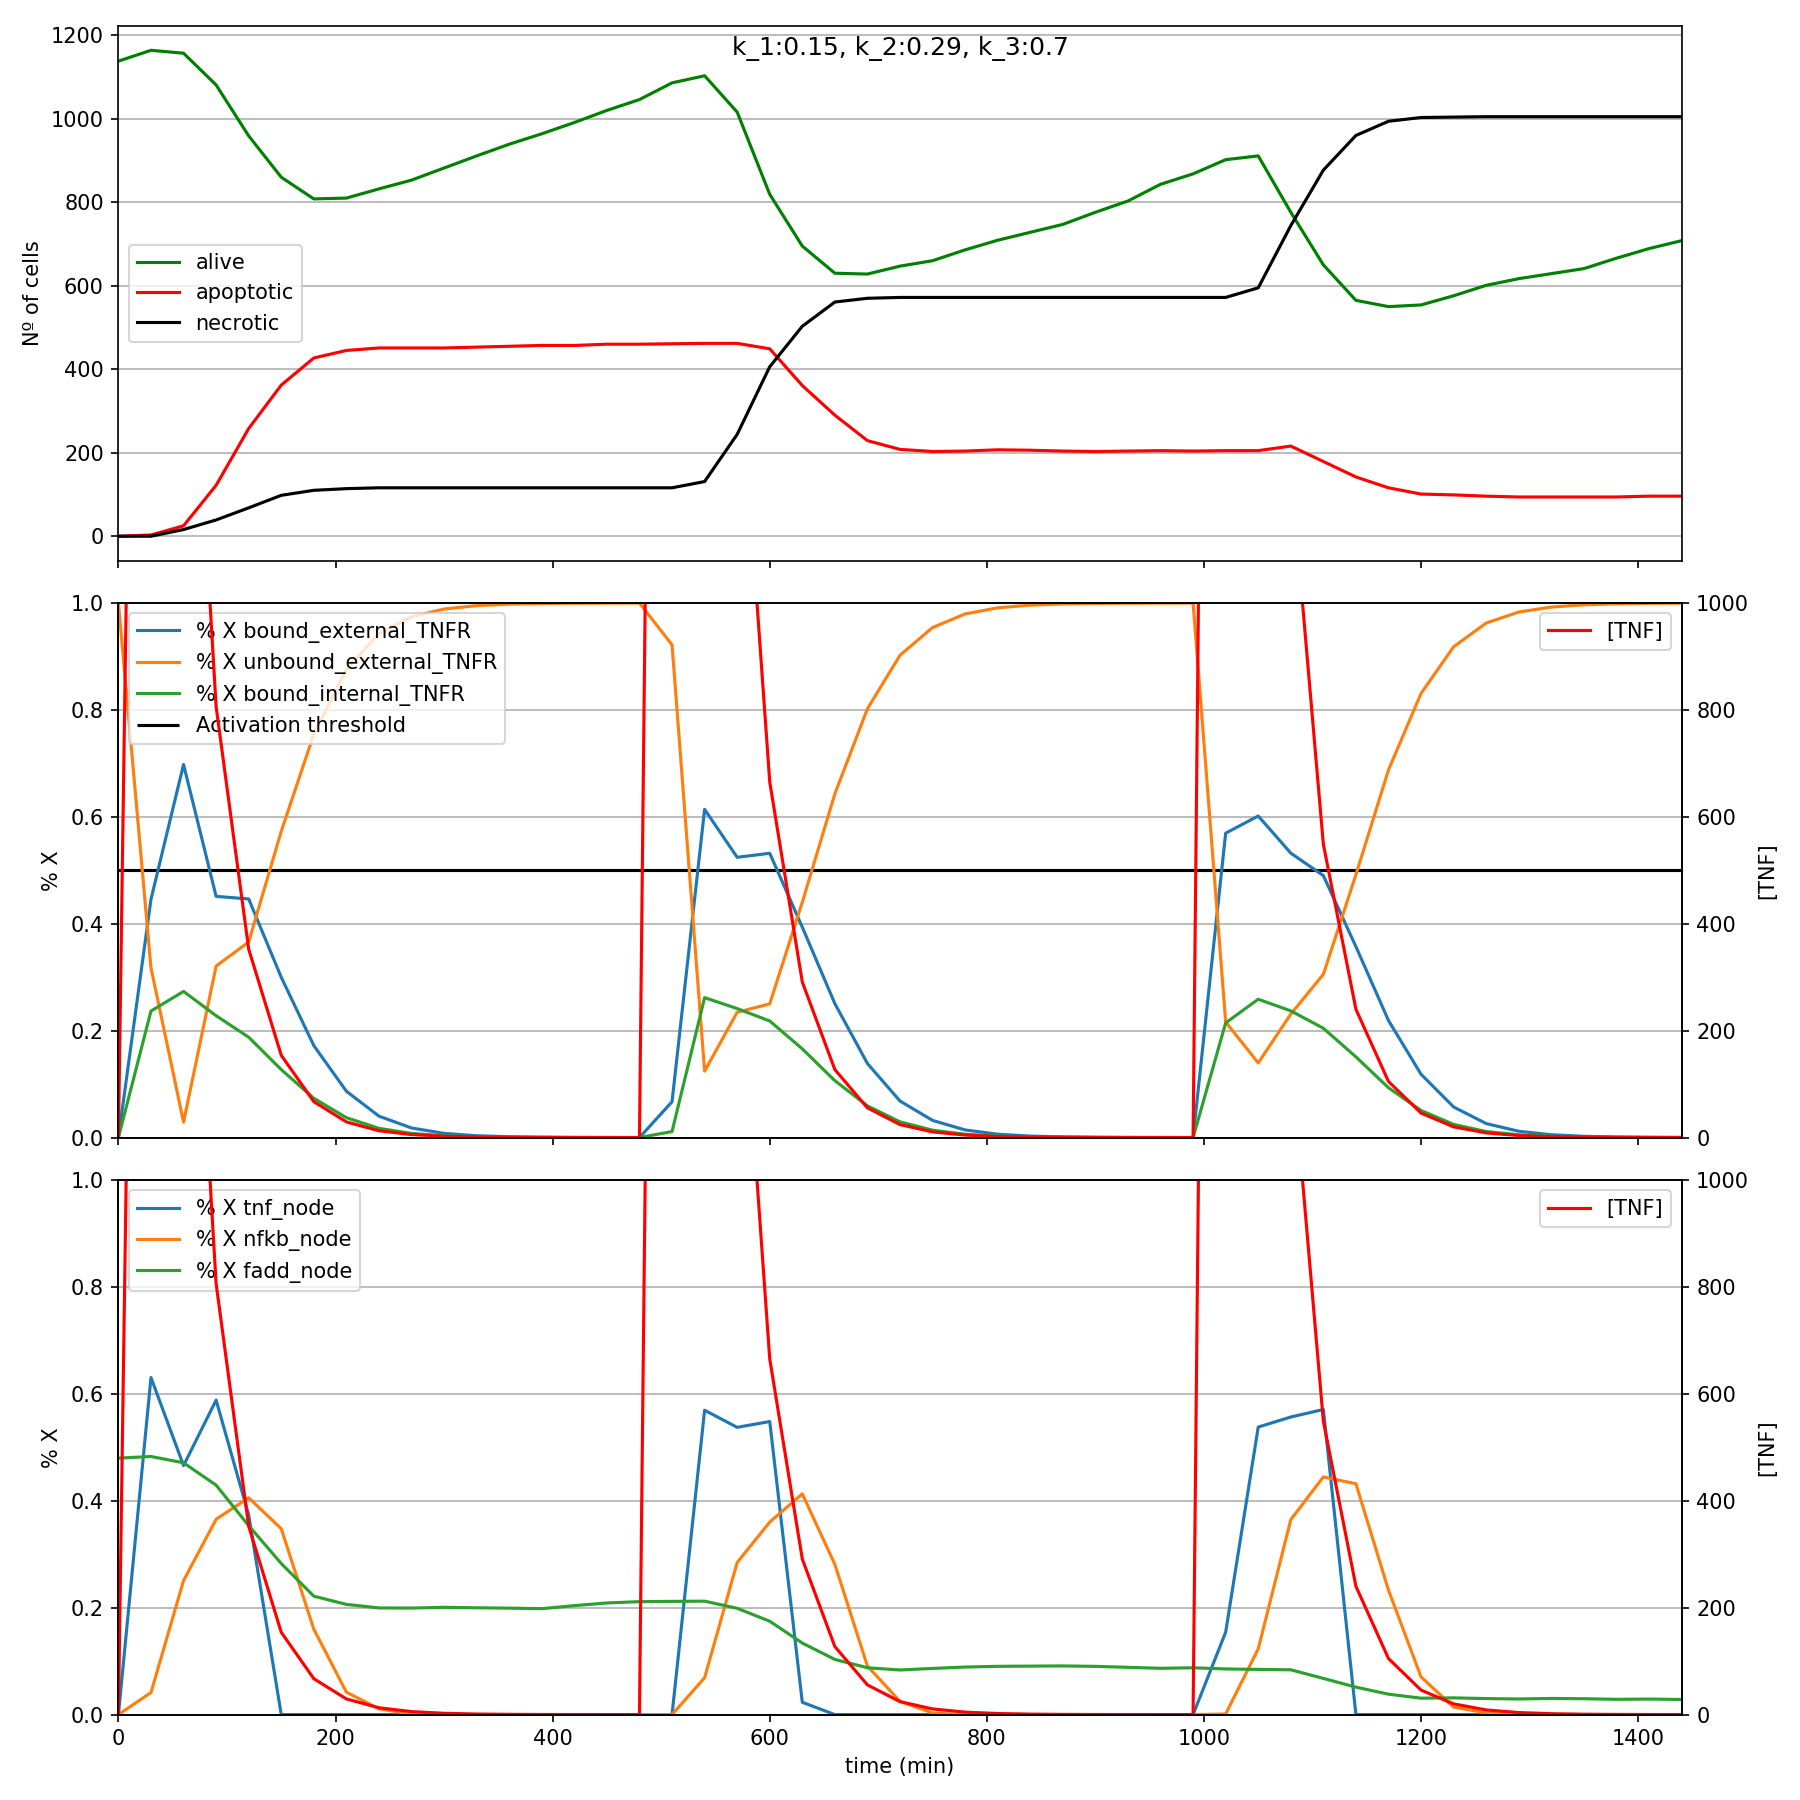 k_1:0.15, k_2:0.29, k_3:0.7
1200
1000
800
600
400
200
0
Nº of cells
alive
apoptotic
necrotic
1.0
0.8
0.6
0.4
0.2
0.0
% X
% X bound_external_TNFR
% X unbound_external_TNFR
% X bound_internal_TNFR
Activation threshold
[TNF]
1000
800
600
400
200
0
[TNF]
1.0
0.8
0.6
0.4
0.2
0.0
% X
% X tnf_node
% X nfkb_node
% X fadd_node
[TNF]
1000
800
600
400
200
0
[TNF]
0 200 400 600 800 1000 1200 1400
time (min)